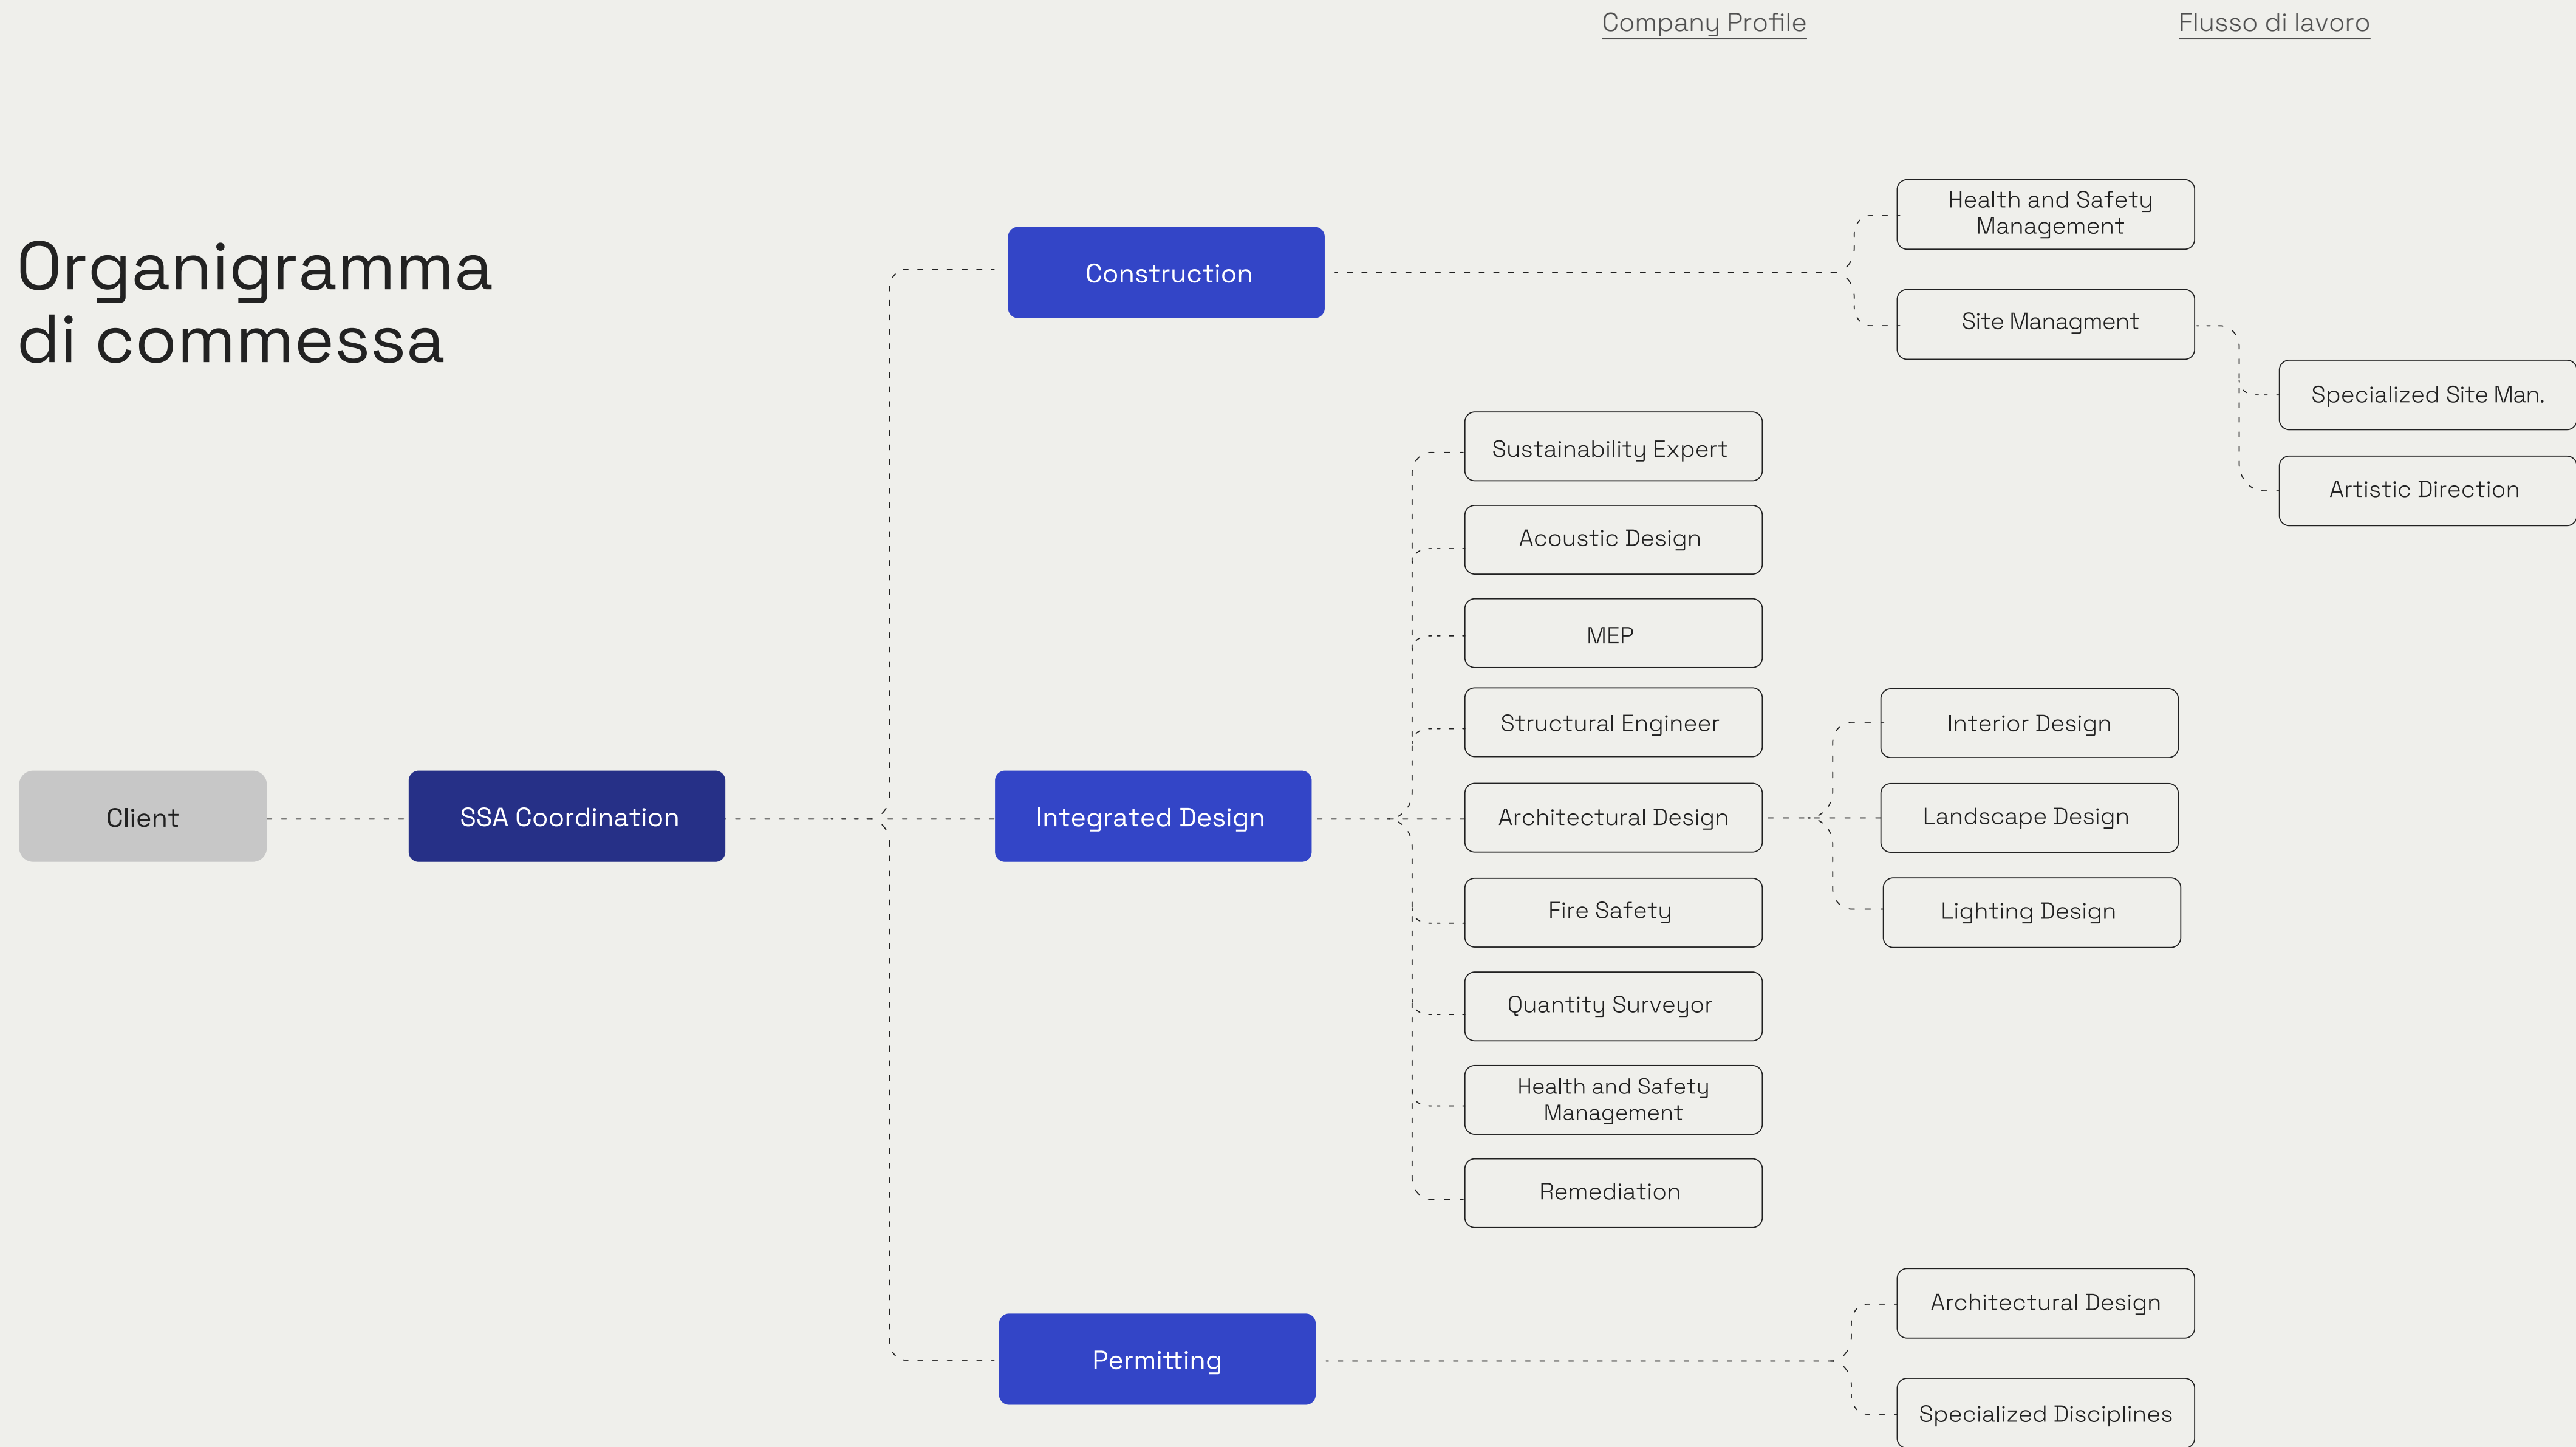 Company Profile
Flusso di lavoro
Organigramma
di commessa
Client
SSA Coordination
Construction
Health and Safety
Management
Site Managment
Specialized Site Man.
Artistic Direction
Integrated Design
Sustainability Expert
Acoustic Design
MEP
Structural Engineer
Architectural Design
Fire Safety
Quantity Surveyor
Health and Safety
Management
Remediation
Interior Design
Landscape Design
Lighting Design
Permitting
Architectural Design
Specialized Disciplines